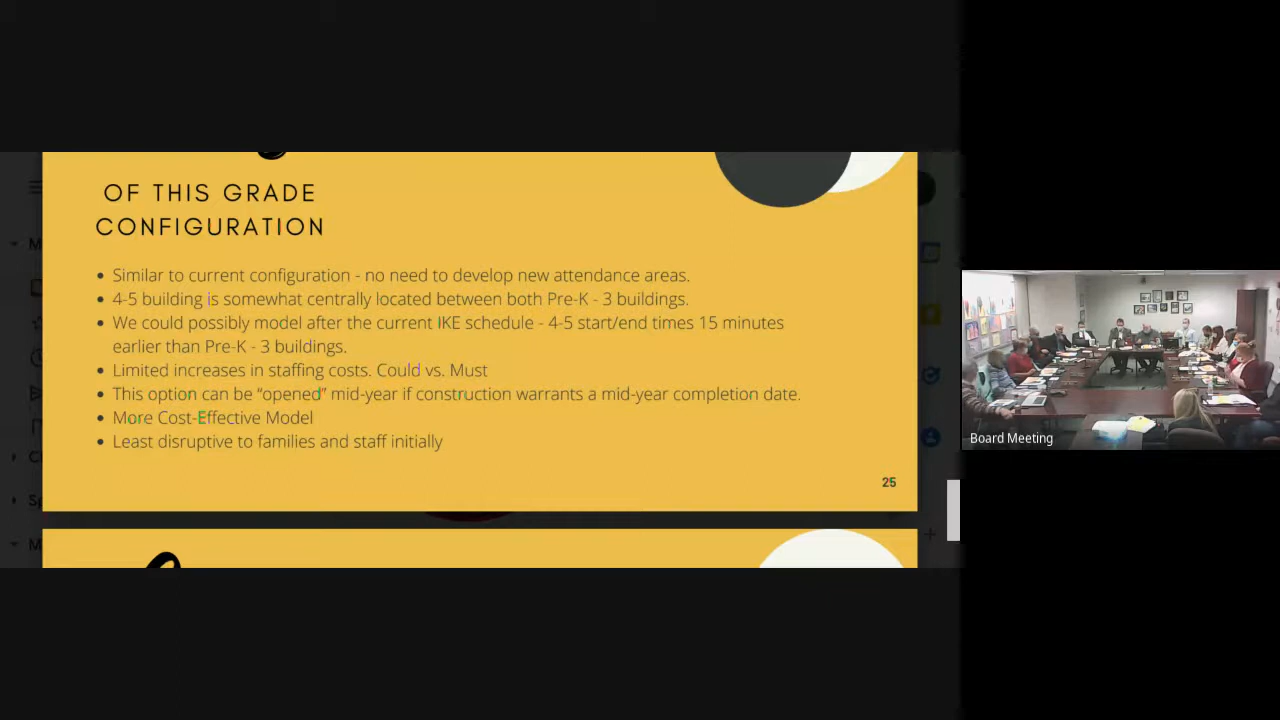 OF THIS GRADE
CONFIGURATION
Similar to current configuration - no need to develop new attendance areas.
4-5 building is somewhat centrally located between both Pre-K - 3 buildings.
We could possibly model after the current IKE schedule - 4-5 start/end times 15 minutes
earlier than Pre-K - 3 buildings.
Limited increases in staffing costs. Could vs. Must
This option can be “opened” mid-year if construction warrants a mid-year completion date.
More Cost-Effective Model
Least disruptive to families and staff initially
25
Board Meeting